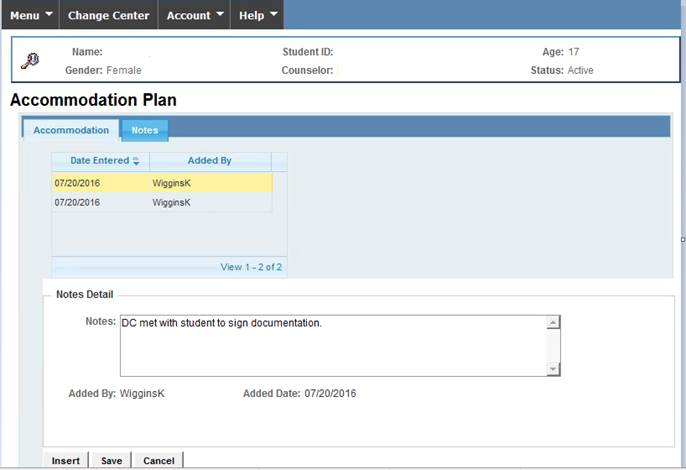 Menu Change Center Account Help
Name: Student ID: Age: 17
Gender: Female Counselor: Status: Active
Accommodation Plan
Accommodation Notes
Date Entered Added By
07/20/2016 WigginsK
07/20/2016 WigginsK
View 1 - 2 of 2
Notes Detail
Notes: DC met with student to sign documentation.
Added By: WigginsK Added Date: 07/20/2016
Insert Save Cancel